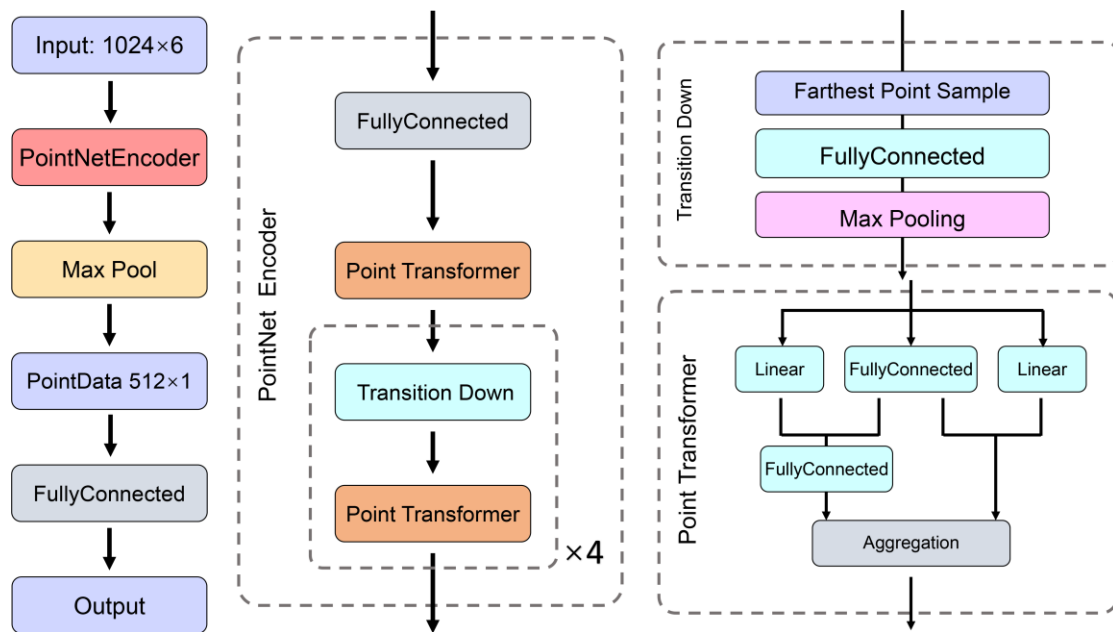 Input: 1024×6
PointNetEncoder
Max Pool
PointData 512×1
FullyConnected
Output
PointNet Encoder
FullyConnected
Point Transformer
Transition Down
Point Transformer
×4
Transition Down
Farthest Point Sample
FullyConnected
Max Pooling
Point Transformer
Linear
FullyConnected
Linear
FullyConnected
Aggregation